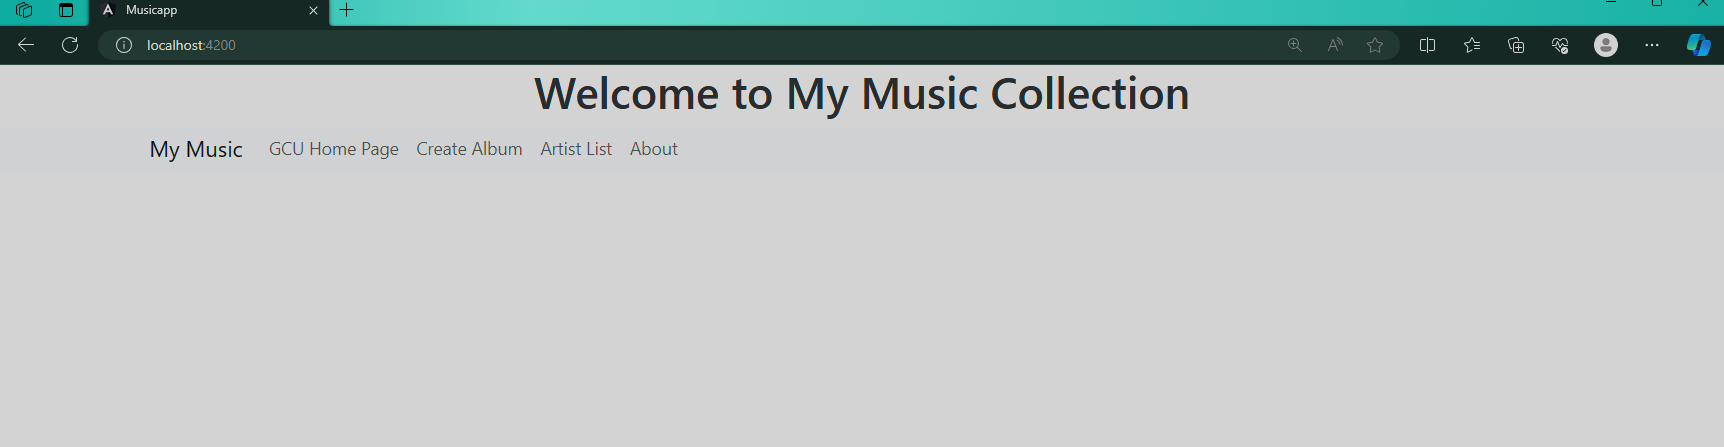 Musicapp
localhost:4200
Welcome to My Music Collection
My Music GCU Home Page Create Album Artist List About